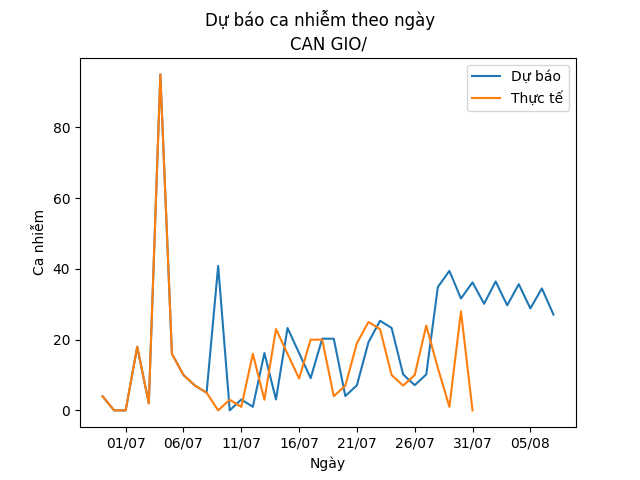 Dự báo ca nhiễm theo ngày
CAN GIO/
Dự báo
Thực tế
80
60
40
20
0
Ca nhiễm
01/07 06/07 11/07 16/07 21/07 26/07 31/07 05/08
Ngày